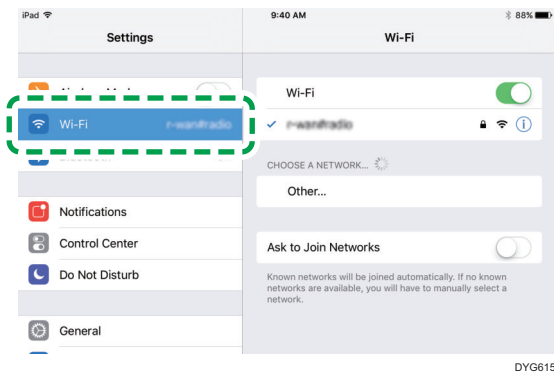 iPad 9:40 AM 88%
Settings
Wi-Fi
Wi-Fi
Wi-Fi
CHOOSE A NETWORK...
Other...
Notifications
Control Center
Do Not Disturb
Ask to Join Networks
Known networks will be joined automatically. If no known
networks are available, you will have to manually select a
network.
General
DYG615